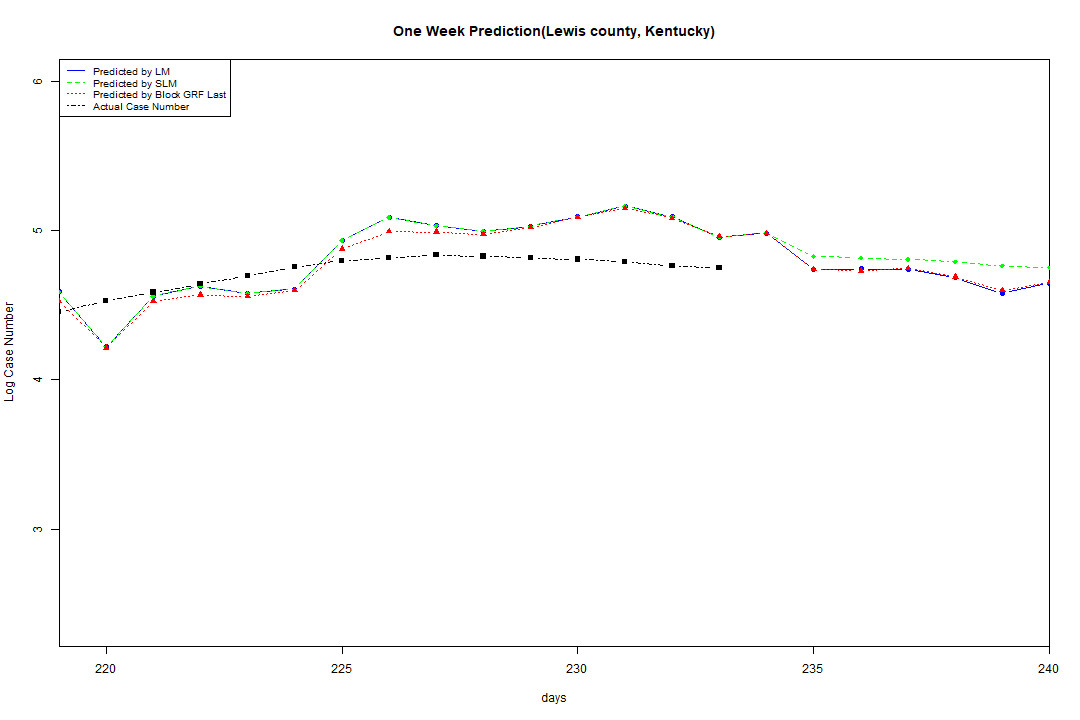 One Week Prediction(Lewis county, Kentucky)
Predicted by LM
Predicted by SLM
Predicted by Block GRF Last
Actual Case Number
6
5
4
3
Log Case Number
220 225 230 235 240
days